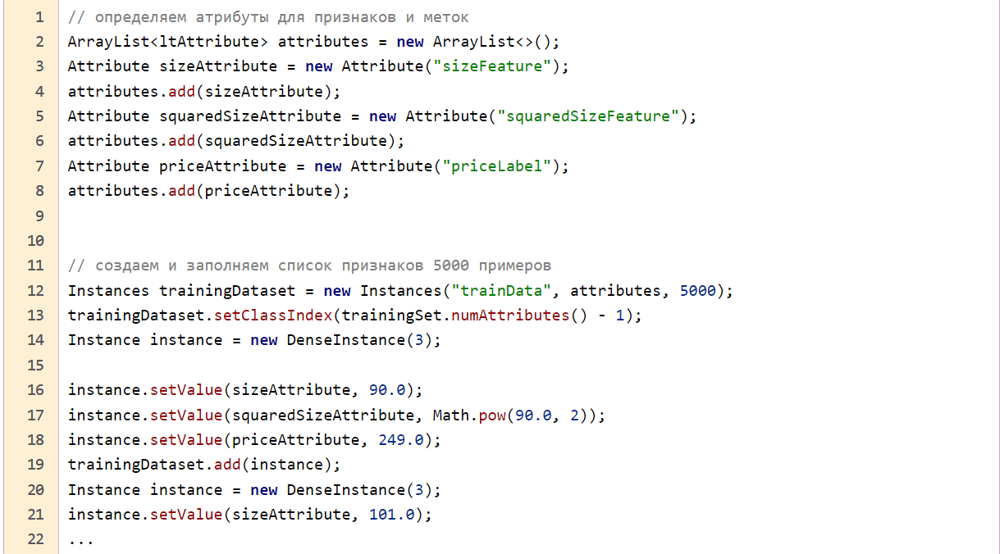 1 // определяем атрибуты для признаков и меток
2 ArrayList<ltAttribute> attributes = new ArrayList<>();
3 Attribute sizeAttribute = new Attribute("sizeFeature");
4 attributes.add(sizeAttribute);
5 Attribute squaredSizeAttribute = new Attribute("squaredSizeFeature");
6 attributes.add(squaredSizeAttribute);
7 Attribute priceAttribute = new Attribute("priceLabel");
8 attributes.add(priceAttribute);
9
10
11 // создаем и заполняем список признаков 5000 примеров
12 Instances trainingDataset = new Instances("trainData", attributes, 5000);
13 trainingDataset.setClassIndex(trainingSet.numAttributes() - 1);
14 Instance instance = new DenseInstance(3);
15
16 instance.setValue(sizeAttribute, 90.0);
17 instance.setValue(squaredSizeAttribute, Math.pow(90.0, 2));
18 instance.setValue(priceAttribute, 249.0);
19 trainingDataset.add(instance);
20 Instance instance = new DenseInstance(3);
21 instance.setValue(sizeAttribute, 101.0);
22 ...